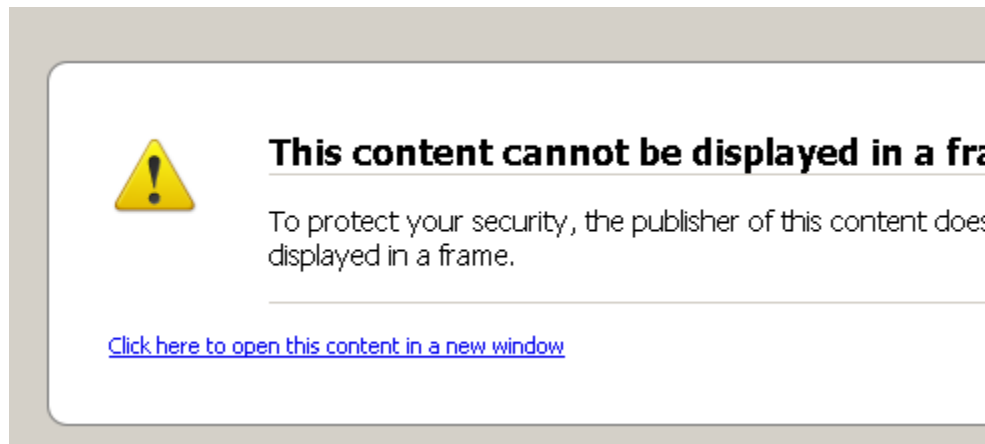 This content cannot be displayed in a
To protect your security, the publisher of this content does
displayed in a frame.
Click here to open this content in a new window